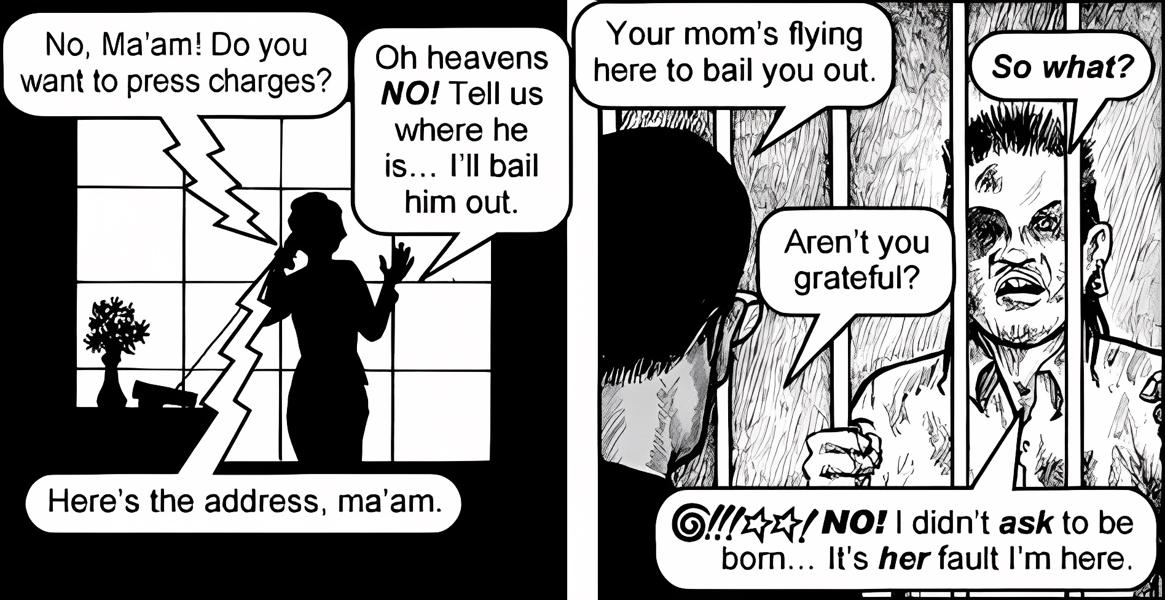 No, Ma'am! Do you
want to press charges?
Oh heavens
NO! Tell us
where he
is... I'll bail
him out.
Here's the address, ma'am.
Your mom's flying
here to bail you out.
So what?
Aren't you
grateful?
!!!☆☆! NO! I didn't ask to be
born... It's her fault I'm here.